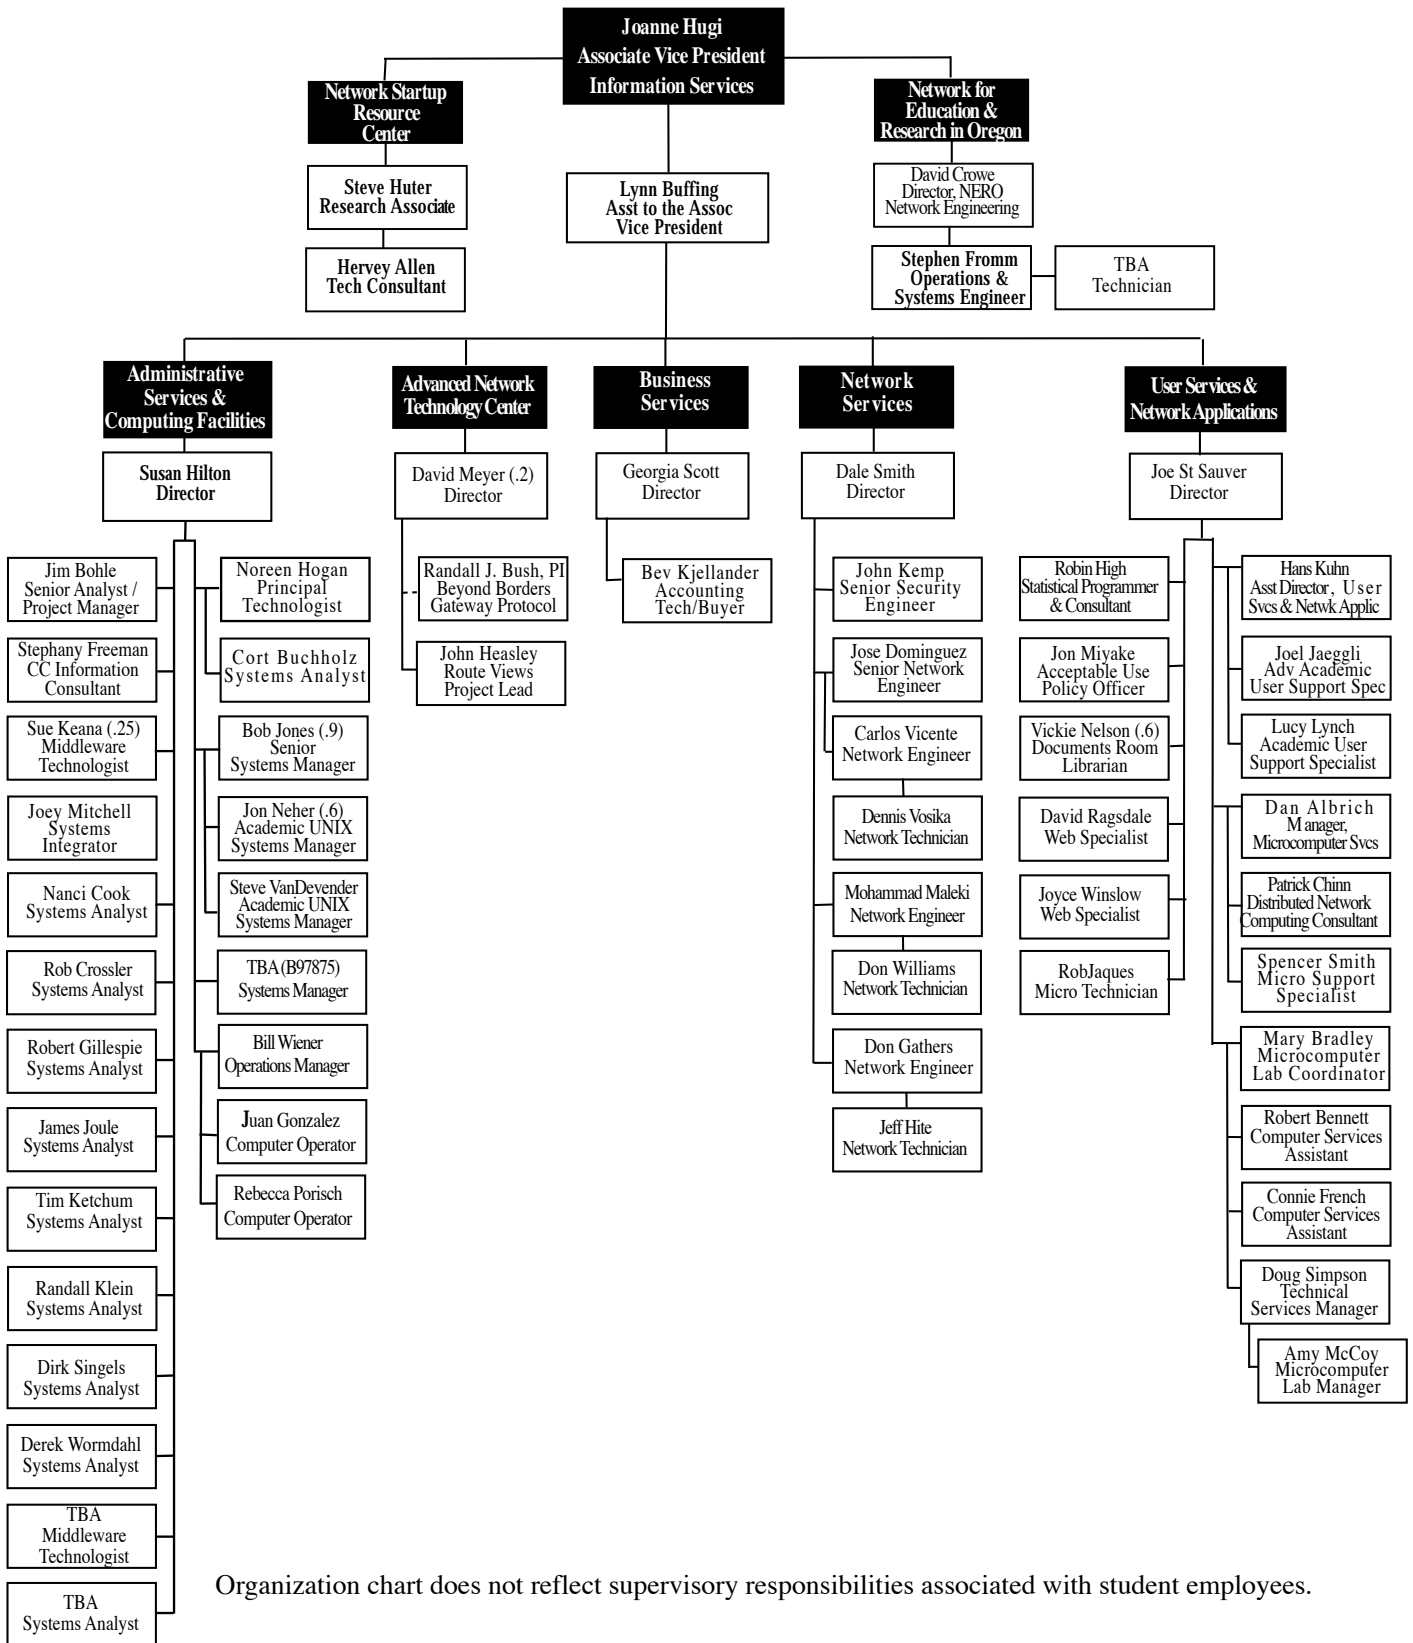 Joanne Hugi
Associate Vice President
Information Services
Network Startup
Resource
Center
Network for
Education &
Research in Oregon
Steve Huter
Research Associate
Lynn Buffing
Asst to the Assoc
Vice President
David Crowe
Director, NERO
Network Engineering
Hervey Allen
Tech Consultant
Stephen Fromm
Operations &
Systems Engineer
TBA
Technician
Administrative
Services &
Computing Facilities
Advanced Network
Technology Center
Business
Services
Network
Services
User Services &
Network Applications
Susan Hilton
Director
David Meyer (.2)
Director
Georgia Scott
Director
Dale Smith
Director
Joe St Sauver
Director
Jim Bohle
Senior Analyst /
Project Manager
Stephany Freeman
CC Information
Consultant
Sue Keana (.25)
Middleware
Technologist
Joey Mitchell
Systems
Integrator
Nanci Cook
Systems Analyst
Rob Crossler
Systems Analyst
Robert Gillespie
Systems Analyst
James Joule
Systems Analyst
Tim Ketchum
Systems Analyst
Randall Klein
Systems Analyst
Dirk Singels
Systems Analyst
Derek Wormdahl
Systems Analyst
TBA
Middleware
Technologist
TBA
Systems Analyst
Noreen Hogan
Principal
Technologist
Cort Buchholz
Systems Analyst
Bob Jones (.9)
Senior
Systems Manager
Jon Neher (.6)
Academic UNIX
Systems Manager
Steve VanDevender
Academic UNIX
Systems Manager
TBA (B97875)
Systems Manager
Bill Wiener
Operations Manager
Juan Gonzalez
Computer Operator
Rebecca Porisch
Computer Operator
Randall J. Bush, PI
Beyond Borders
Gateway Protocol
John Heasley
Route Views
Project Lead
Bev Kjellander
Accounting
Tech/Buyer
John Kemp
Senior Security
Engineer
Jose Dominguez
Senior Network
Engineer
Carlos Vicente
Network Engineer
Dennis Vosika
Network Technician
Mohammad Maleki
Network Engineer
Don Williams
Network Technician
Don Gathers
Network Engineer
Jeff Hite
Network Technician
Robin High
Statistical Programmer
& Consultant
Jon Miyake
Acceptable Use
Policy Officer
Vickie Nelson (.6)
Documents Room
Librarian
David Ragsdale
Web Specialist
Joyce Winslow
Web Specialist
RobJaques
Micro Technician
Hans Kuhn
Asst Director, User
Svcs & Netwk Applic
Joel Jaeggli
Adv Academic
User Support Spec
Lucy Lynch
Academic User
Support Specialist
Dan Albrich
Manager,
Microcomputer Svcs
Patrick Chinn
Distributed Network
Computing Consultant
Spencer Smith
Micro Support
Specialist
Mary Bradley
Microcomputer
Lab Coordinator
Robert Bennett
Computer Services
Assistant
Connie French
Computer Services
Assistant
Doug Simpson
Technical
Services Manager
Amy McCoy
Microcomputer
Lab Manager
Organization chart does not reflect supervisory responsibilities associated with student employees.